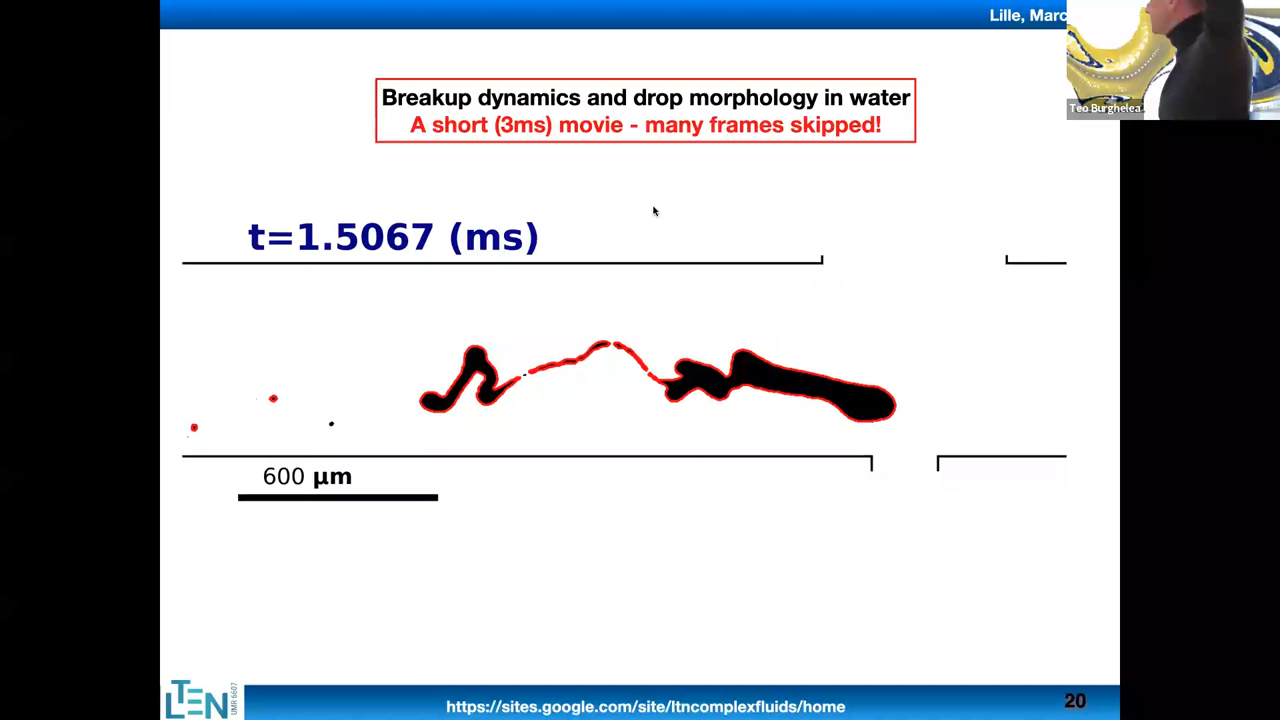 Lille, Marc
Teo Burghelea
Breakup dynamics and drop morphology in water
A short (3ms) movie - many frames skipped!
t=1.5067 (ms)
600 µm
LTEN
UMR 6607
https://sites.google.com/site/ltncomplexfluids/home
20